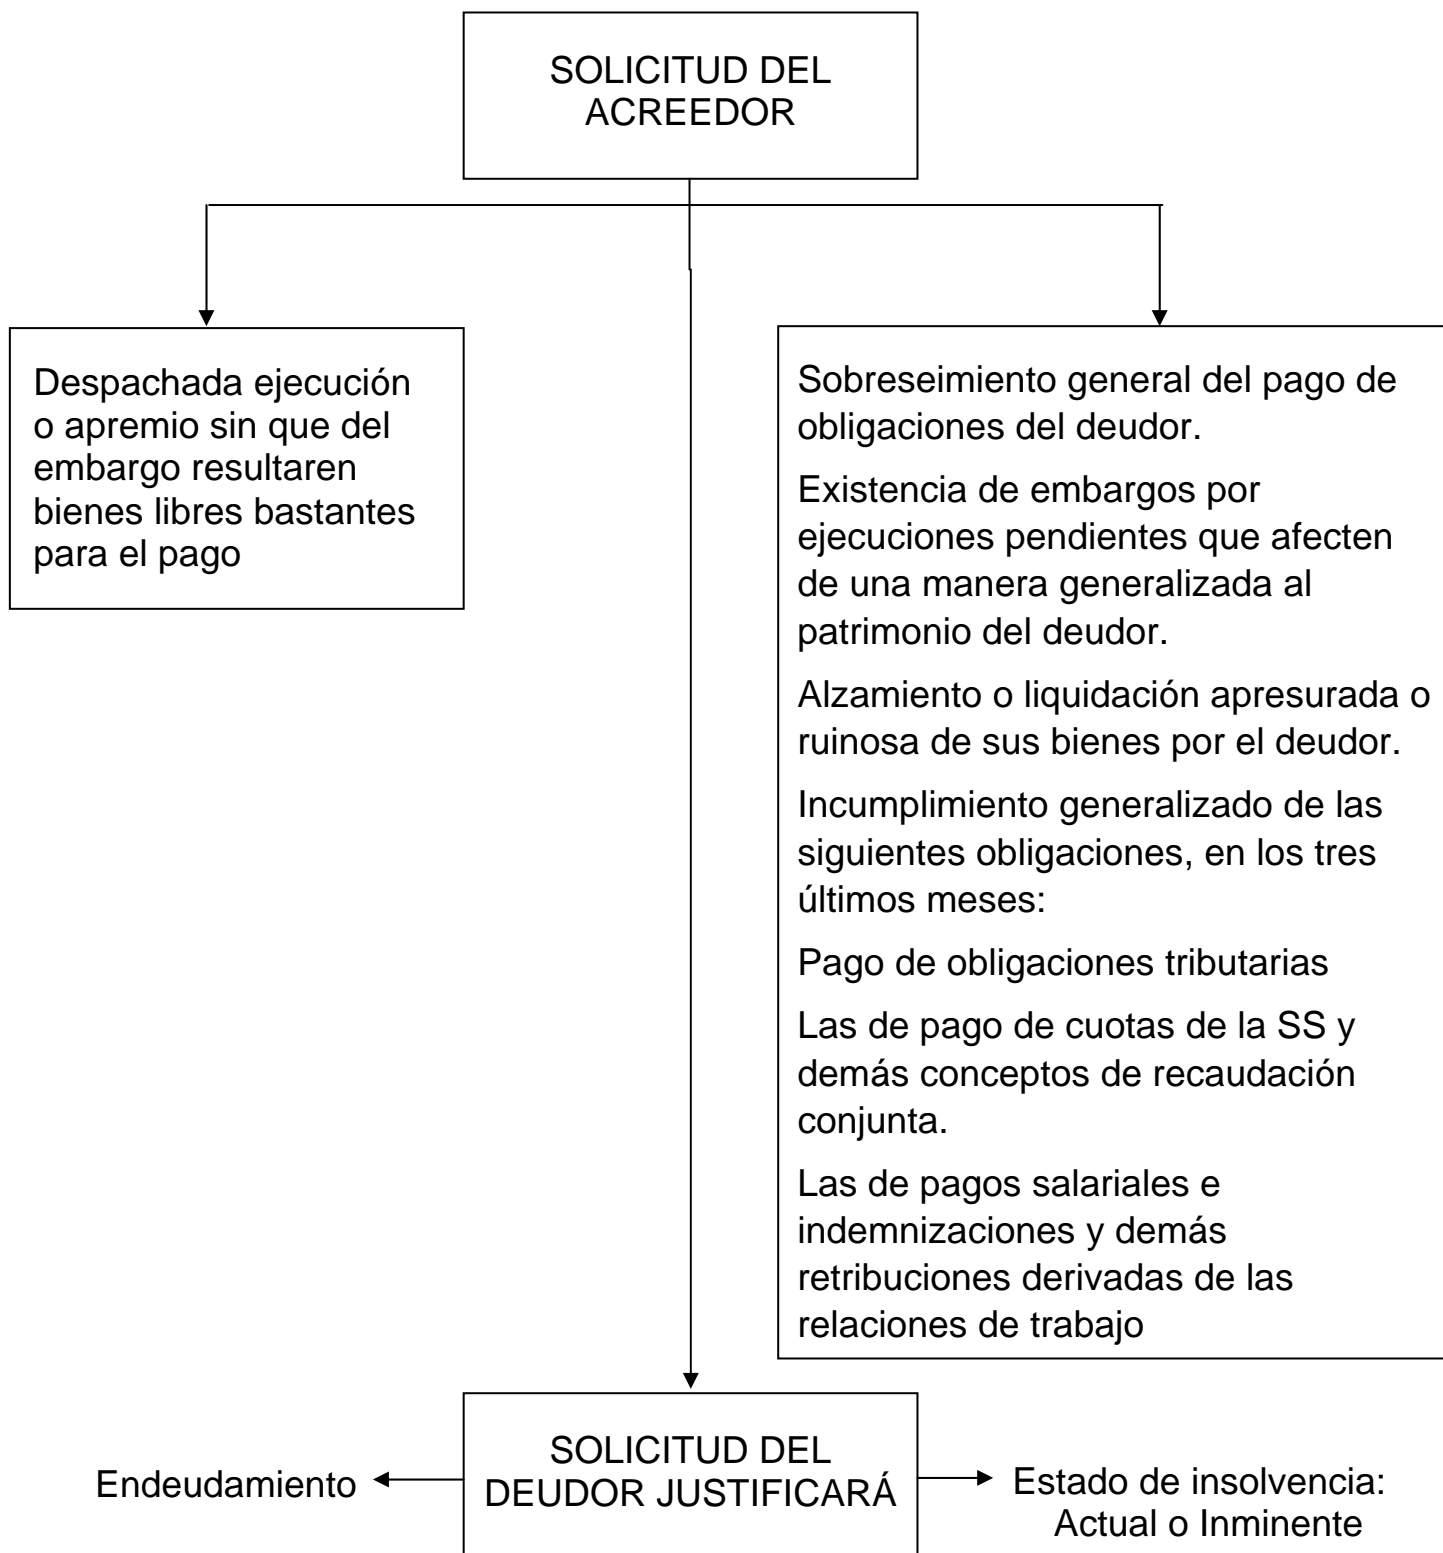 SOLICITUD DEL
ACREEDOR
Despachada ejecución
o apremio sin que del
embargo resultaren
bienes libres bastantes
para el pago
Sobreseimiento general del pago de
obligaciones del deudor.
Existencia de embargos por
ejecuciones pendientes que afecten
de una manera generalizada al
patrimonio del deudor.
Alzamiento o liquidación apresurada o
ruinosa de sus bienes por el deudor.
Incumplimiento generalizado de las
siguientes obligaciones, en los tres
últimos meses:
Pago de obligaciones tributarias
Las de pago de cuotas de la SS y
demás conceptos de recaudación
conjunta.
Las de pagos salariales e
indemnizaciones y demás
retribuciones derivadas de las
relaciones de trabajo
Endeudamiento
SOLICITUD DEL
DEUDOR JUSTIFICARÁ
Estado de insolvencia:
Actual o Inminente